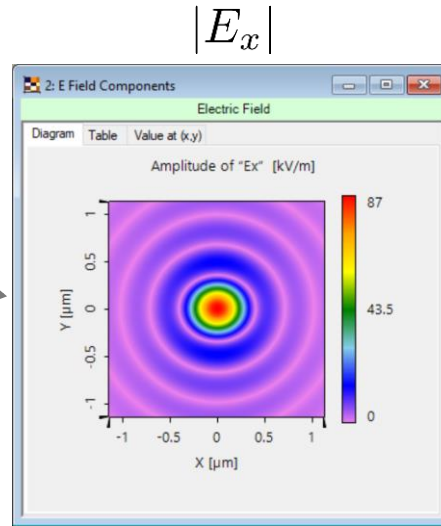 |E_x|
2: E Field Components
Electric Field
Diagram Table Value at (x,y)
Amplitude of "Ex" [kV/m]
87
43.5
0
1
0.5
0
-0.5
-1
Y [µm]
-1 -0.5 0 0.5 1
X [µm]